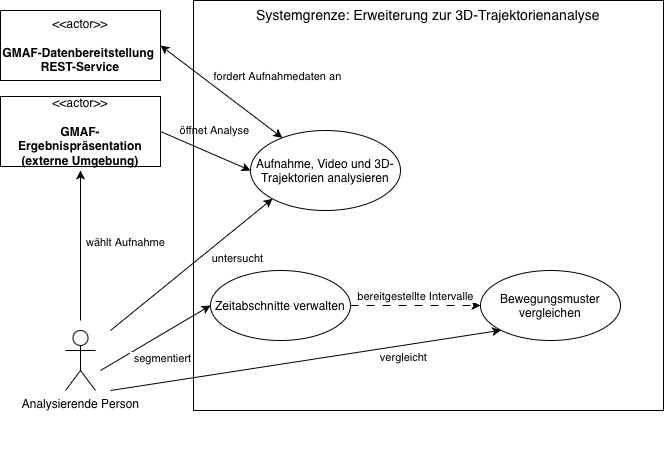 Systemgrenze: Erweiterung zur 3D-Trajektorienanalyse
<<actor>>
GMAF-Datenbereitstellung
REST-Service
fordert Aufnahmedaten an
<<actor>>
GMAF-
Ergebnispräsentation
(externe Umgebung)
öffnet Analyse
Aufnahme, Video und 3D-
Trajektorien analysieren
wählt Aufnahme
untersucht
Zeitabschnitte verwalten
bereitgestellte Intervalle
Bewegungsmuster
vergleichen
segmentiert
vergleicht
Analysierende Person